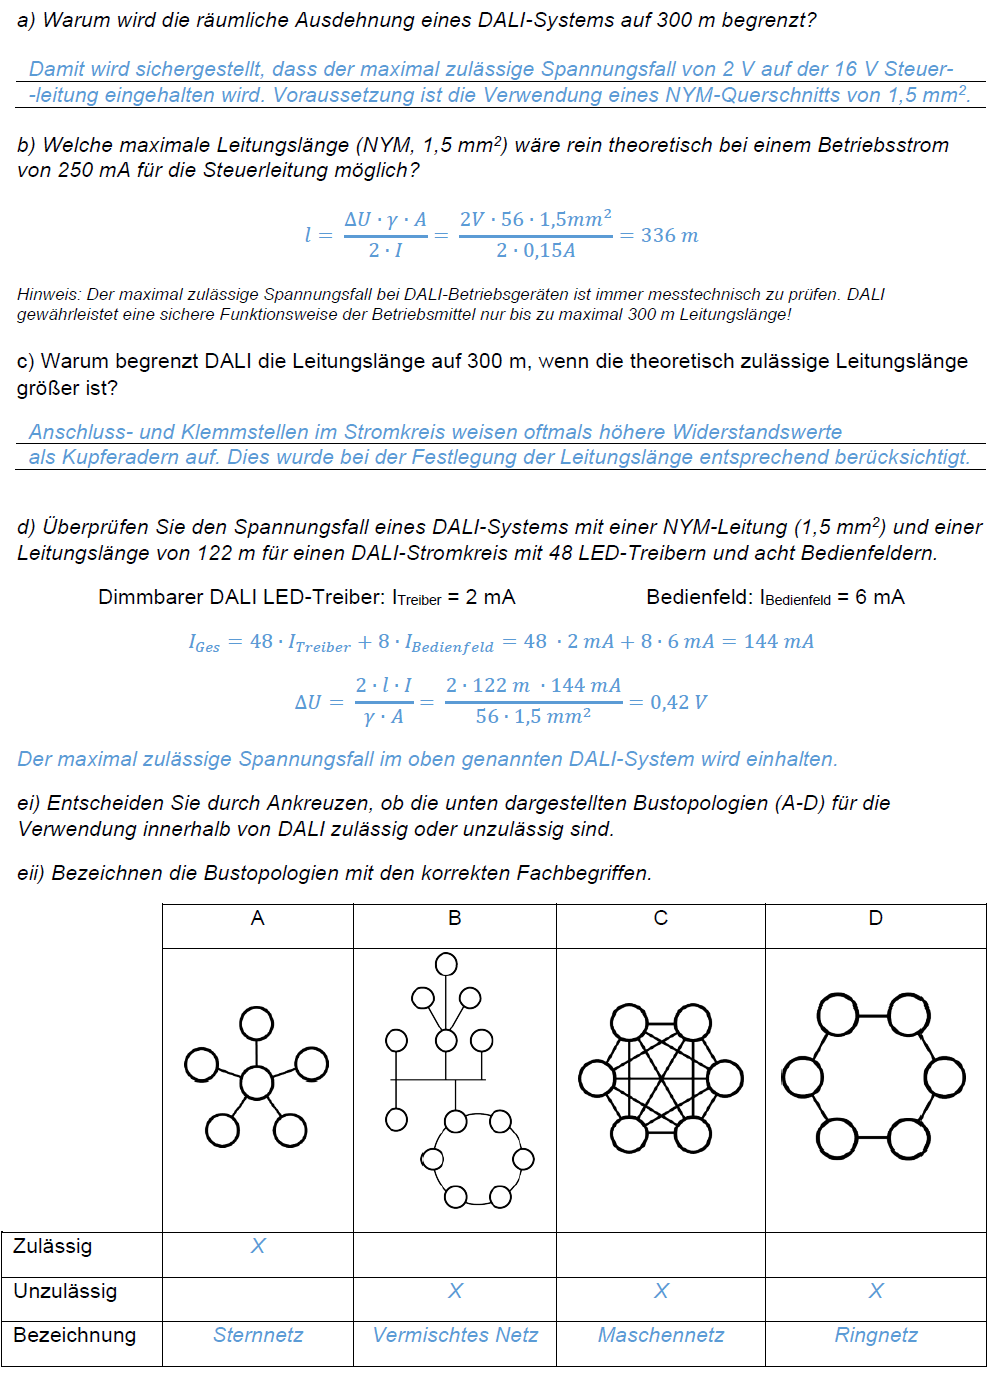 a) Warum wird die räumliche Ausdehnung eines DALI-Systems auf 300 m begrenzt?
Damit wird sichergestellt, dass der maximal zulässige Spannungsfall von 2 V auf der 16 V Steuer-
-leitung eingehalten wird. Voraussetzung ist die Verwendung eines NYM-Querschnitts von 1,5 mm².
b) Welche maximale Leitungslänge (NYM, 1,5 mm²) wäre rein theoretisch bei einem Betriebsstrom
von 250 mA für die Steuerleitung möglich?
l = (ΔU · γ · A)/(2 · I) = (2V · 56 · 1,5mm²)/(2 · 0,15A) = 336 m
Hinweis: Der maximal zulässige Spannungsfall bei DALI-Betriebsgeräten ist immer messtechnisch zu prüfen. DALI
gewährleistet eine sichere Funktionsweise der Betriebsmittel nur bis zu maximal 300 m Leitungslänge!
c) Warum begrenzt DALI die Leitungslänge auf 300 m, wenn die theoretisch zulässige Leitungslänge
größer ist?
Anschluss- und Klemmstellen im Stromkreis weisen oftmals höhere Widerstandswerte
als Kupferadern auf. Dies wurde bei der Festlegung der Leitungslänge entsprechend berücksichtigt.
d) Überprüfen Sie den Spannungsfall eines DALI-Systems mit einer NYM-Leitung (1,5 mm²) und einer
Leitungslänge von 122 m für einen DALI-Stromkreis mit 48 LED-Treibern und acht Bedienfeldern.
Dimmbarer DALI LED-Treiber: I_Treiber = 2 mA Bedienfeld: I_Bedienfeld = 6 mA
I_Ges = 48 · I_Treiber + 8 · I_Bedienfeld = 48 · 2 mA + 8 · 6 mA = 144 mA
ΔU = (2 · l · I)/(γ · A) = (2 · 122 m · 144 mA)/(56 · 1,5 mm²) = 0,42 V
Der maximal zulässige Spannungsfall im oben genannten DALI-System wird einhalten.
ei) Entscheiden Sie durch Ankreuzen, ob die unten dargestellten Bustopologien (A-D) für die
Verwendung innerhalb von DALI zulässig oder unzulässig sind.
eii) Bezeichnen die Bustopologien mit den korrekten Fachbegriffen.
A B C D
Zulässig X
Unzulässig X X X
Bezeichnung Sternnetz Vermischtes Netz Maschennetz Ringnetz